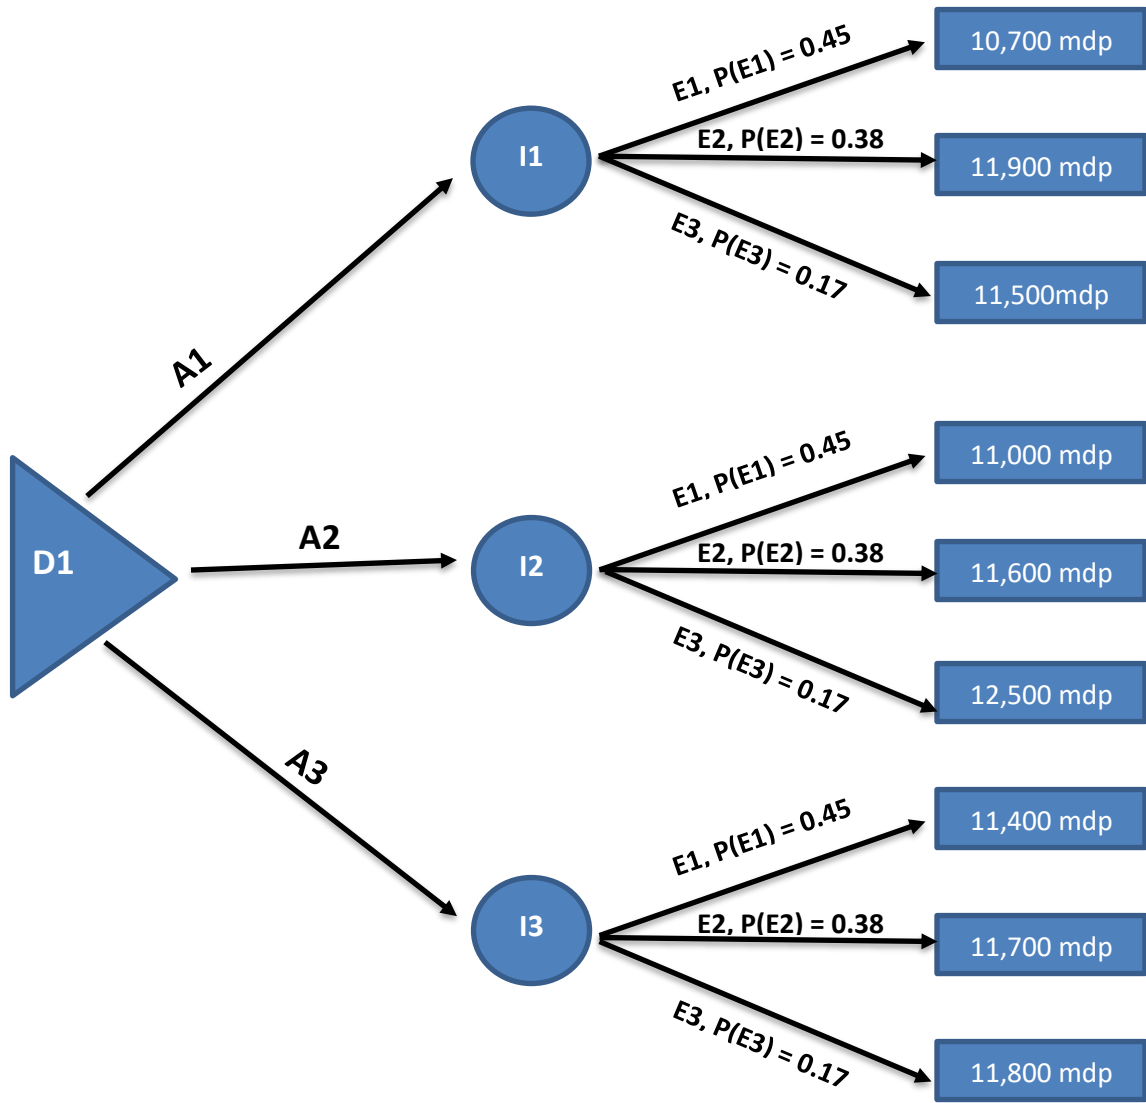 E1, P(E1) = 0.45
10,700 mdp
I1
E2, P(E2) = 0.38
11,900 mdp
E3, P(E3) = 0.17
11,500mdp
A1
D1
A2
I2
E1, P(E1) = 0.45
11,000 mdp
E2, P(E2) = 0.38
11,600 mdp
E3, P(E3) = 0.17
12,500 mdp
A3
I3
E1, P(E1) = 0.45
11,400 mdp
E2, P(E2) = 0.38
11,700 mdp
E3, P(E3) = 0.17
11,800 mdp